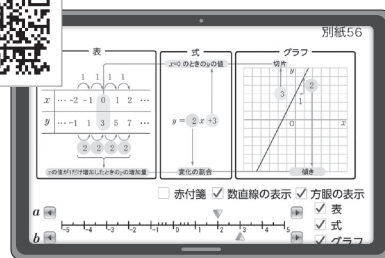 別紙56
表
式
グラフ
x=0 のときのyの値
切片
1 1 1 1
x … -2 -1 0 1 2 …
y … -1 1 3 5 7 …
2 2 2 2
y = 2 x +3
y
3
1
2
O
x
xの値が1だけ増加したときのyの増加量
変化の割合
傾き
赤付箋 数直線の表示 方眼の表示
a
-5 -4 -3 -2 -1 0 1 2 3 4 5
表
式
b
グラフ